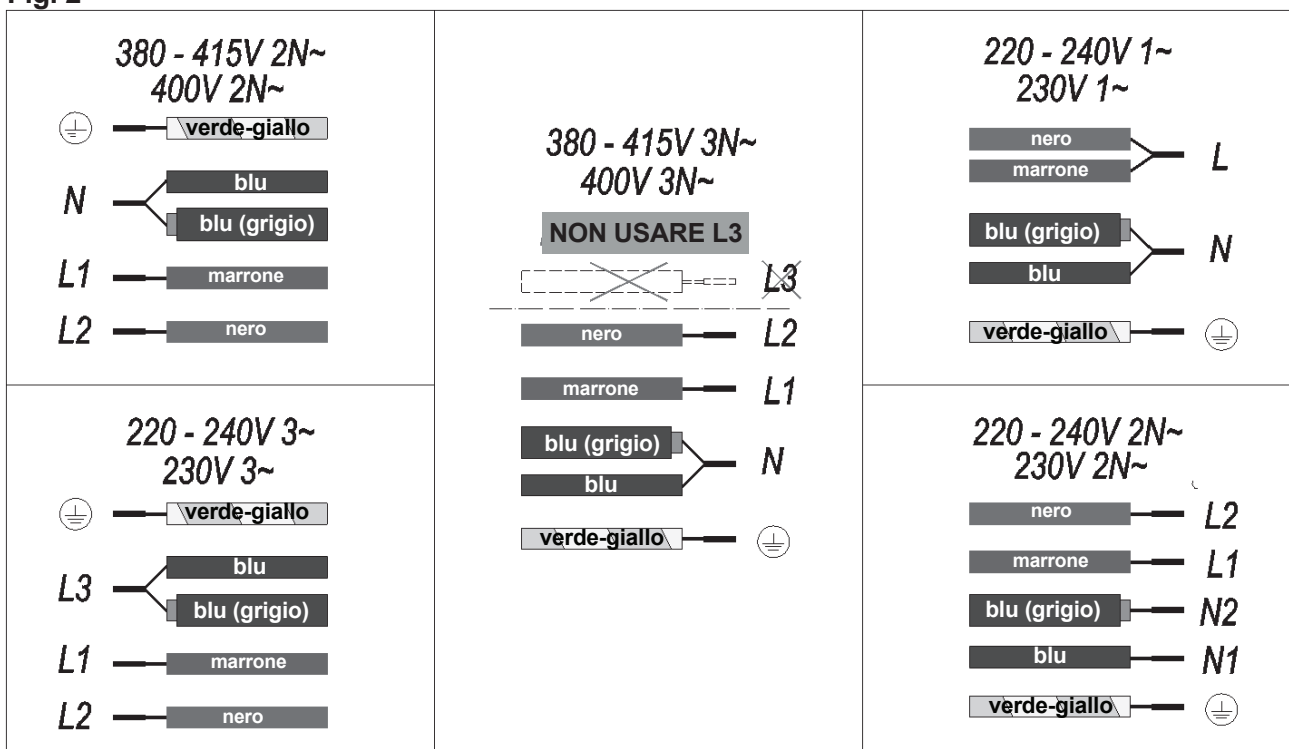 Fig. 2
380 - 415V 2N~
400V 2N~
verde-giallo
N
blu
blu (grigio)
L1
marrone
L2
nero
220 - 240V 3~
230V 3~
verde-giallo
L3
blu
blu (grigio)
L1
marrone
L2
nero
380 - 415V 3N~
400V 3N~
NON USARE L3
L3
nero
L2
marrone
L1
blu (grigio)
N
blu
verde-giallo
220 - 240V 1~
230V 1~
nero
L
marrone
blu (grigio)
N
blu
verde-giallo
220 - 240V 2N~
230V 2N~
nero
L2
marrone
L1
blu (grigio)
N2
blu
N1
verde-giallo